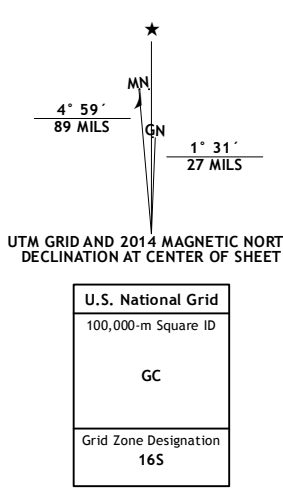 MN
4° 59´
89 MILS
GN
1° 31´
27 MILS
UTM GRID AND 2014 MAGNETIC NORT
DECLINATION AT CENTER OF SHEET
U.S. National Grid
100,000-m Square ID
GC
Grid Zone Designation
16S